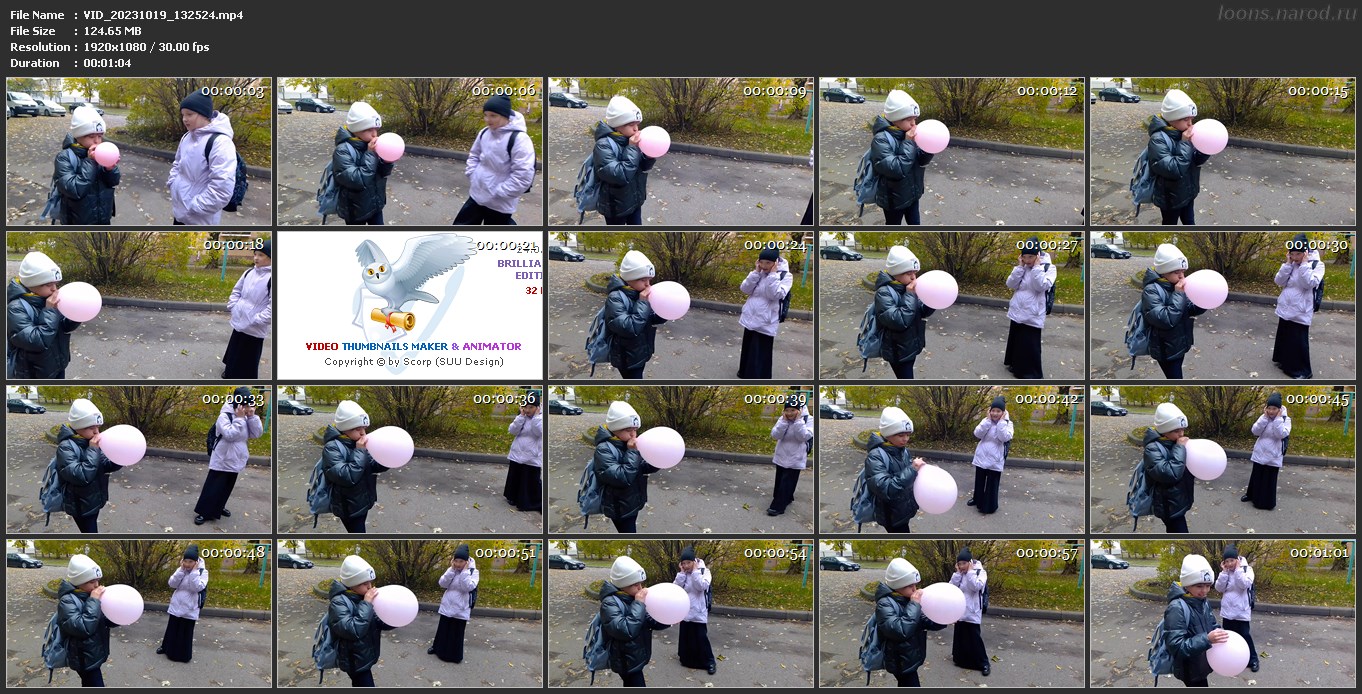 File Name : VID_20231019_132524.mp4
loons.narod.ru
File Size : 124.65 MB
Resolution : 1920x1080 / 30.00 fps
Duration : 00:01:04
00:00:03
00:00:06
00:00:09
00:00:12
00:00:15
00:00:18
00:00:21
BRILLIA
EDITI
32
VIDEO THUMBNAILS MAKER & ANIMATOR
Copyright © by Scorp (SUU Design)
00:00:24
00:00:27
00:00:30
00:00:33
00:00:36
00:00:39
00:00:42
00:00:45
00:00:48
00:00:51
00:00:54
00:00:57
00:01:01